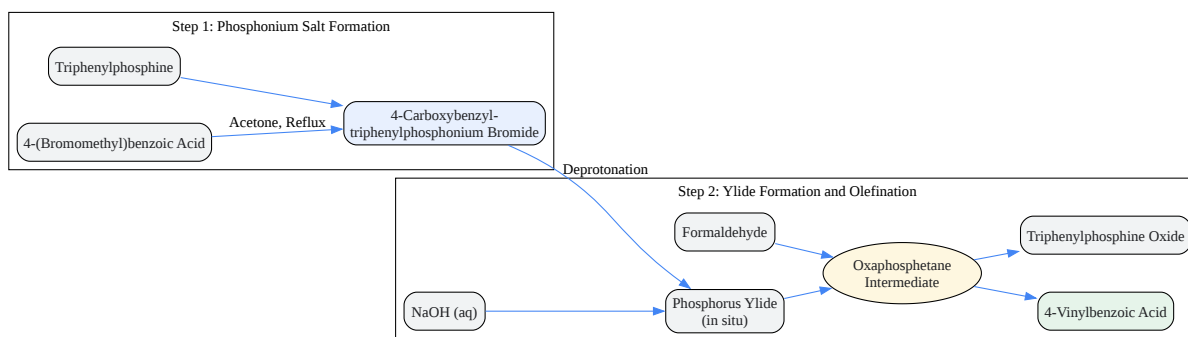 Step 1: Phosphonium Salt Formation
Triphenylphosphine
4-(Bromomethyl)benzoic Acid
Acetone, Reflux
4-Carboxybenzyl-
triphenylphosphonium Bromide
Deprotonation
Step 2: Ylide Formation and Olefination
Formaldehyde
NaOH (aq)
Phosphorus Ylide
(in situ)
Oxaphosphetane
Intermediate
Triphenylphosphine Oxide
4-Vinylbenzoic Acid